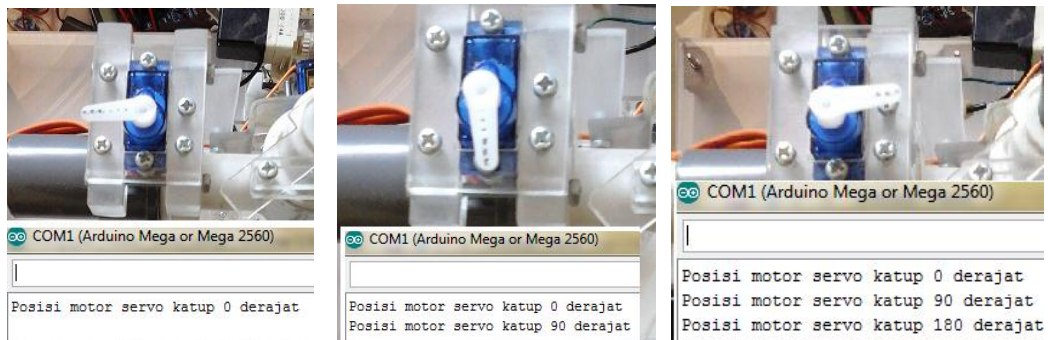 COM1 (Arduino Mega or Mega 2560)
Posisi motor servo katup 0 derajat
COM1 (Arduino Mega or Mega 2560)
Posisi motor servo katup 0 derajat
Posisi motor servo katup 90 derajat
COM1 (Arduino Mega or Mega 2560)
Posisi motor servo katup 0 derajat
Posisi motor servo katup 90 derajat
Posisi motor servo katup 180 derajat